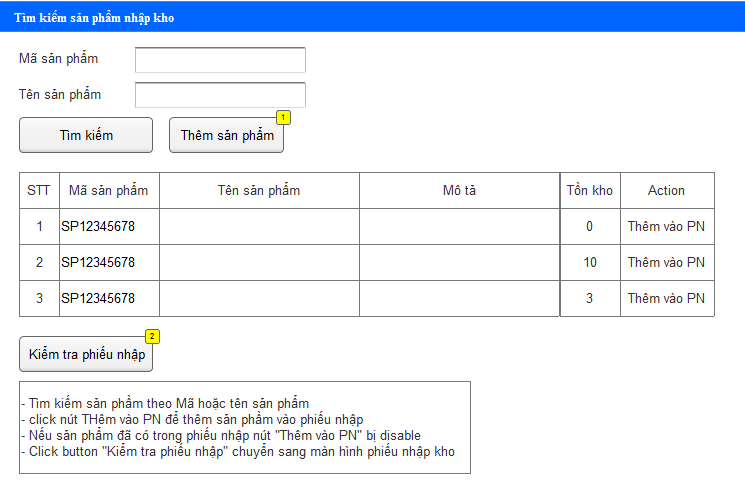 Tìm kiếm sản phẩm nhập kho
Mã sản phẩm
Tên sản phẩm
Tìm kiếm Thêm sản phẩm 1
STT Mã sản phẩm Tên sản phẩm Mô tả Tồn kho Action
1 SP12345678 0 Thêm vào PN
2 SP12345678 10 Thêm vào PN
3 SP12345678 3 Thêm vào PN
Kiểm tra phiếu nhập 2
- Tìm kiếm sản phẩm theo Mã hoặc tên sản phẩm
- click nút THêm vào PN để thêm sản phẩm vào phiếu nhập
- Nếu sản phẩm đã có trong phiếu nhập nút "Thêm vào PN" bị disable
- Click button "Kiểm tra phiếu nhập" chuyển sang màn hình phiếu nhập kho